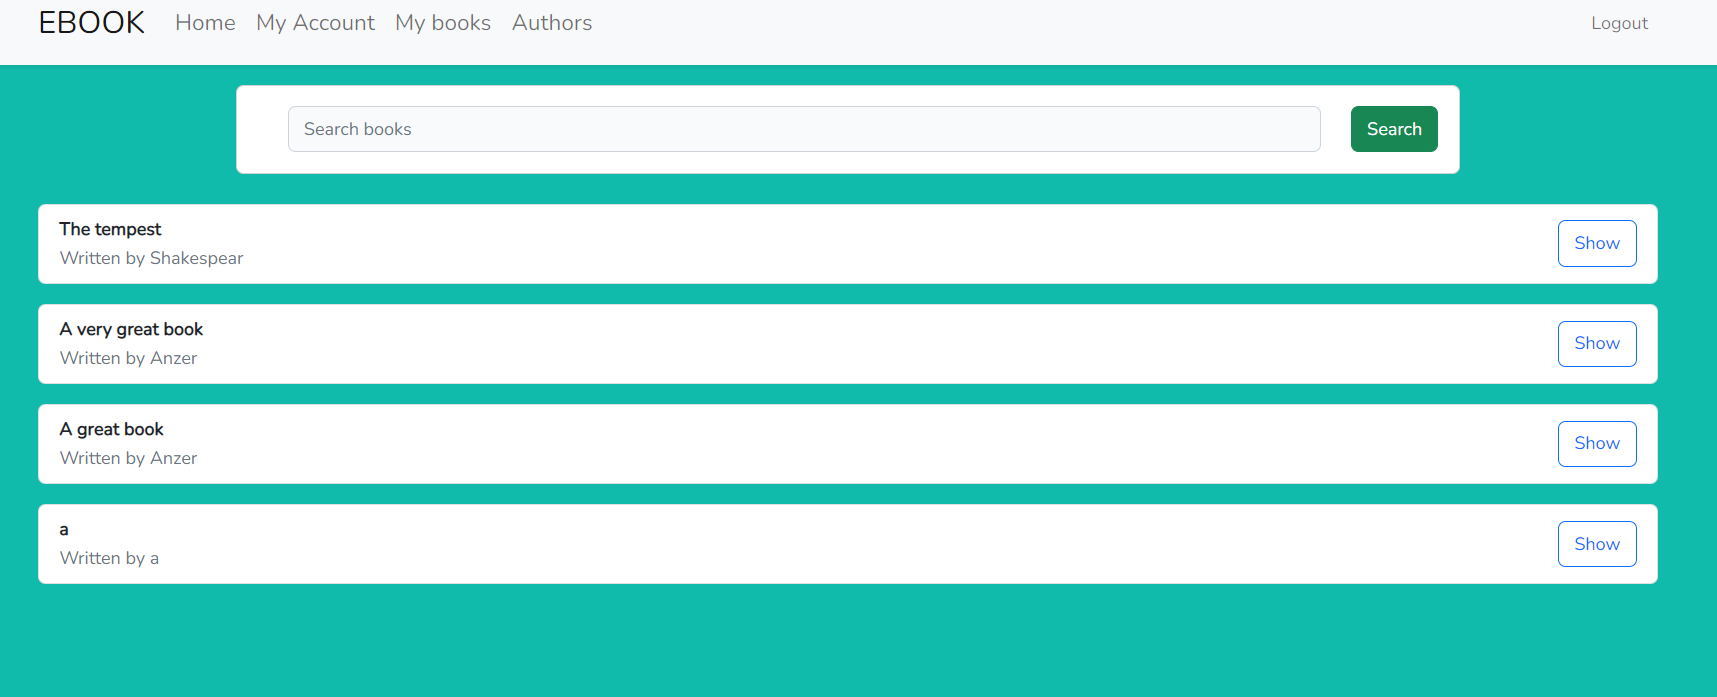 EBOOK Home My Account My books Authors Logout
Search books Search
The tempest
Written by Shakespear
Show
A very great book
Written by Anzer
Show
A great book
Written by Anzer
Show
a
Written by a
Show